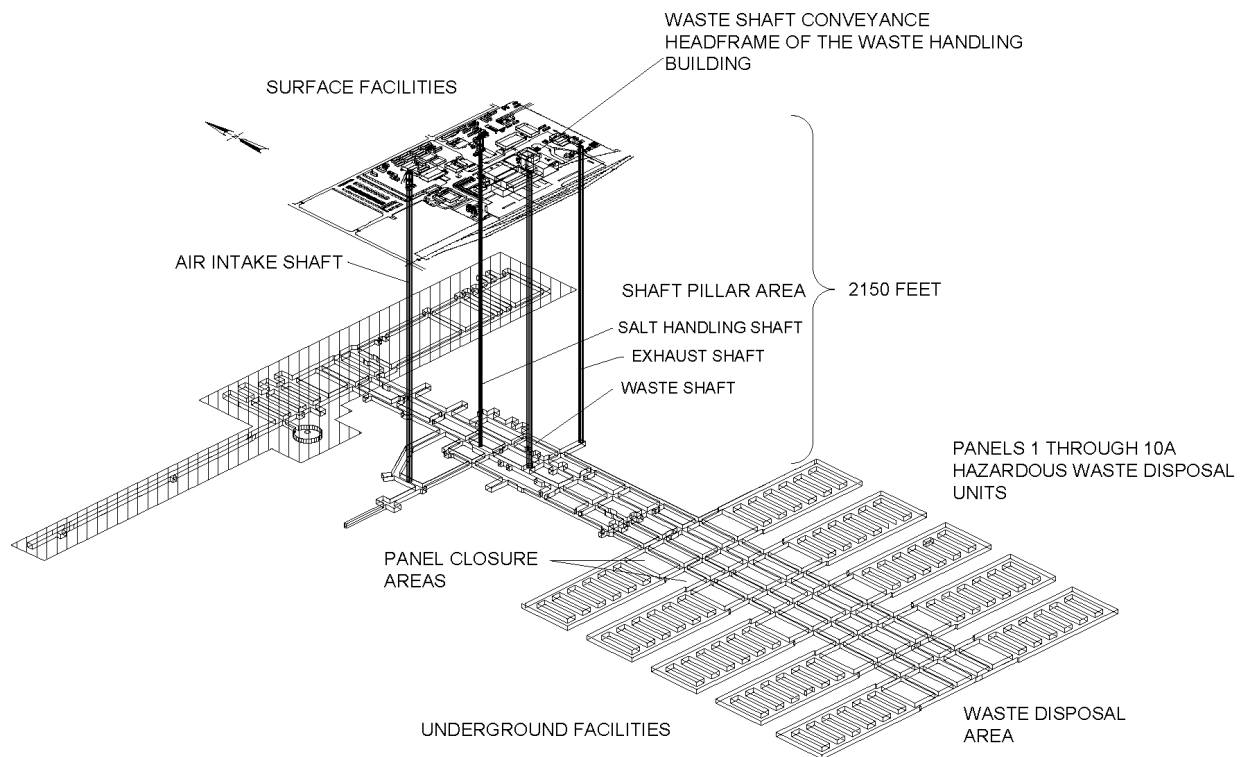 WASTE SHAFT CONVEYANCE
HEADFRAME OF THE WASTE HANDLING
BUILDING
SURFACE FACILITIES
AIR INTAKE SHAFT
SHAFT PILLAR AREA
2150 FEET
SALT HANDLING SHAFT
EXHAUST SHAFT
WASTE SHAFT
PANELS 1 THROUGH 10A
HAZARDOUS WASTE DISPOSAL
UNITS
PANEL CLOSURE
AREAS
UNDERGROUND FACILITIES
WASTE DISPOSAL
AREA